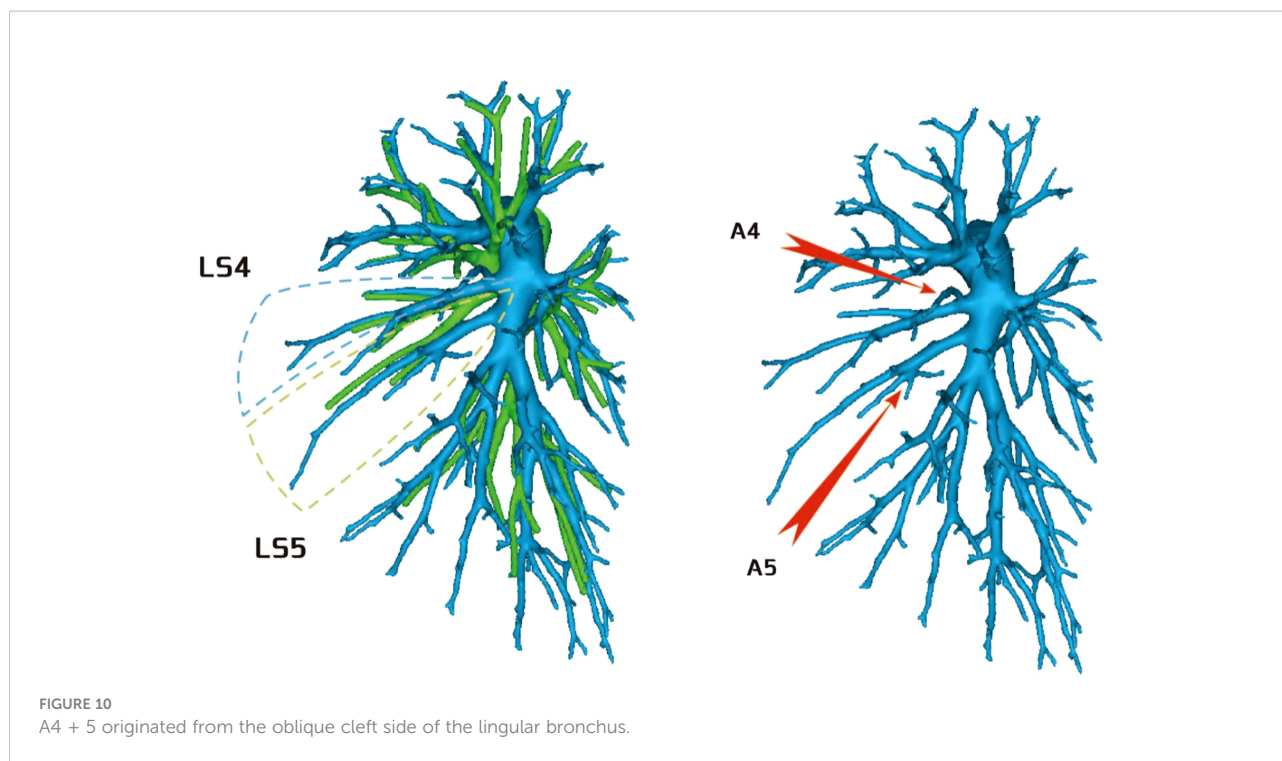 LS4
LS5
A4
A5
FIGURE 10
A4 + 5 originated from the oblique cleft side of the lingular bronchus.